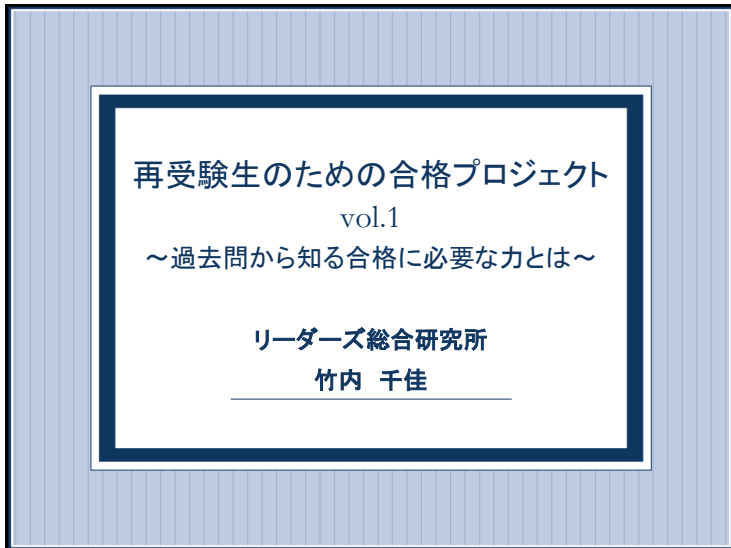 再受験生のための合格プロジェクト
vol.1
～過去問から知る合格に必要な力とは～
リーダーズ総合研究所
竹内　千佳